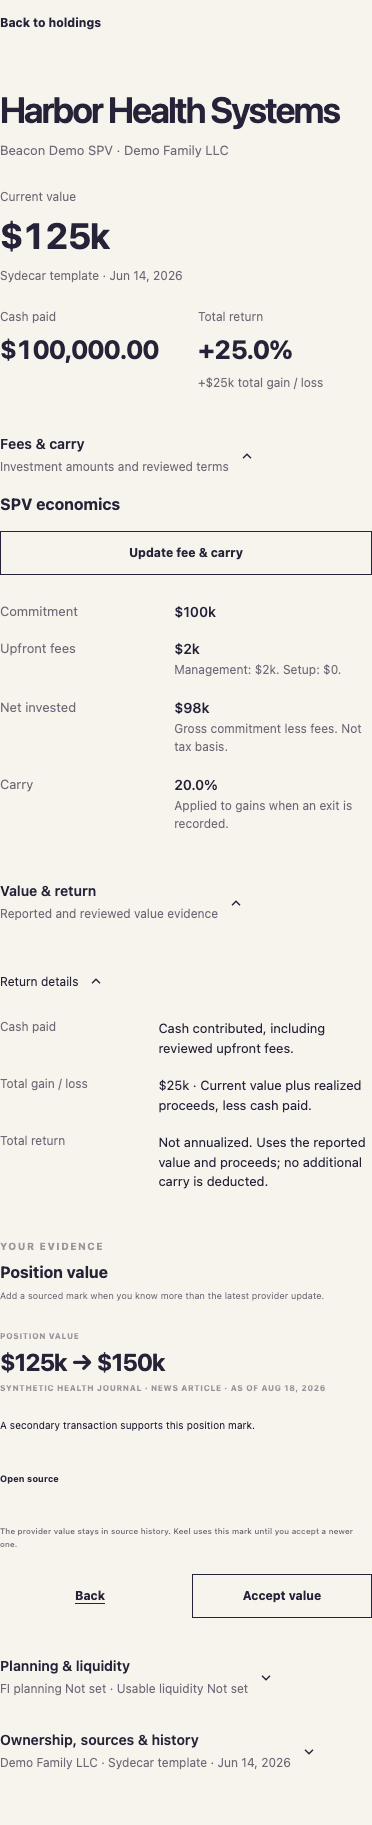 Back to holdings
Harbor Health Systems
Beacon Demo SPV · Demo Family LLC
Current value
$125k
Sydecar template · Jun 14, 2026
Cash paid
$100,000.00
Total return
+25.0%
+$25k total gain / loss
Fees & carry
Investment amounts and reviewed terms
SPV economics
Update fee & carry
Commitment
$100k
Upfront fees
$2k
Management: $2k. Setup: $0.
Net invested
$98k
Gross commitment less fees. Not
tax basis.
Carry
20.0%
Applied to gains when an exit is
recorded.
Value & return
Reported and reviewed value evidence
Return details
Cash paid
Cash contributed, including
reviewed upfront fees.
Total gain / loss
$25k · Current value plus realized
proceeds, less cash paid.
Total return
Not annualized. Uses the reported
value and proceeds; no additional
carry is deducted.
YOUR EVIDENCE
Position value
Add a sourced mark when you know more than the latest provider update.
POSITION VALUE
$125k → $150k
SYNTHETIC HEALTH JOURNAL · NEWS ARTICLE · AS OF AUG 18, 2026
A secondary transaction supports this position mark.
Open source
The provider value stays in source history. Keel uses this mark until you accept a newer
one.
Back
Accept value
Planning & liquidity
FI planning Not set · Usable liquidity Not set
Ownership, sources & history
Demo Family LLC · Sydecar template · Jun 14, 2026